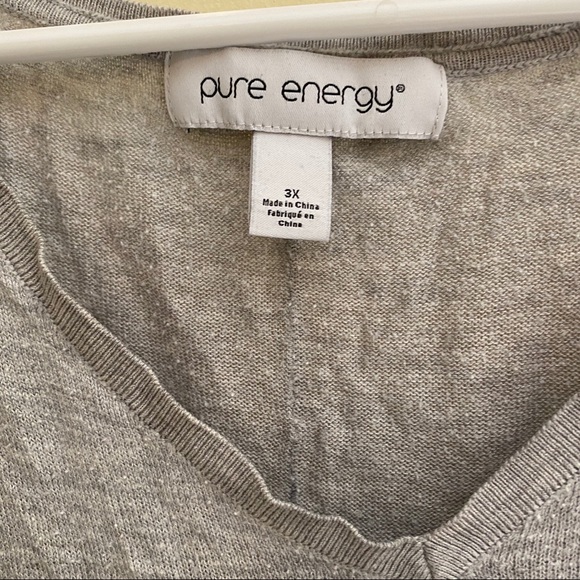 pure energy®
3X
Made in China
Fabriqué en
Chine